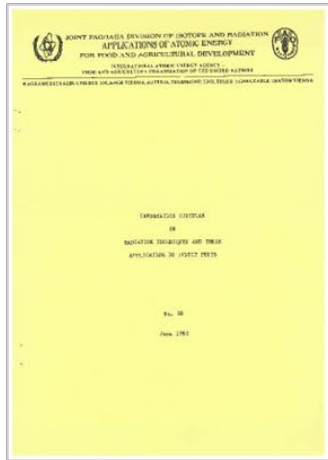 JOINT FAO/IAEA DIVISION OF ISOTOPE AND RADIATION
APPLICATIONS OF ATOMIC ENERGY
FOR FOOD AND AGRICULTURAL DEVELOPMENT
INTERNATIONAL ATOMIC ENERGY AGENCY
FOOD AND AGRICULTURE ORGANIZATION OF THE UNITED NATIONS
INFORMATION CIRCULAR
ON
RADIATION TECHNIQUES AND THEIR
APPLICATION TO INSECT PESTS
No.
June